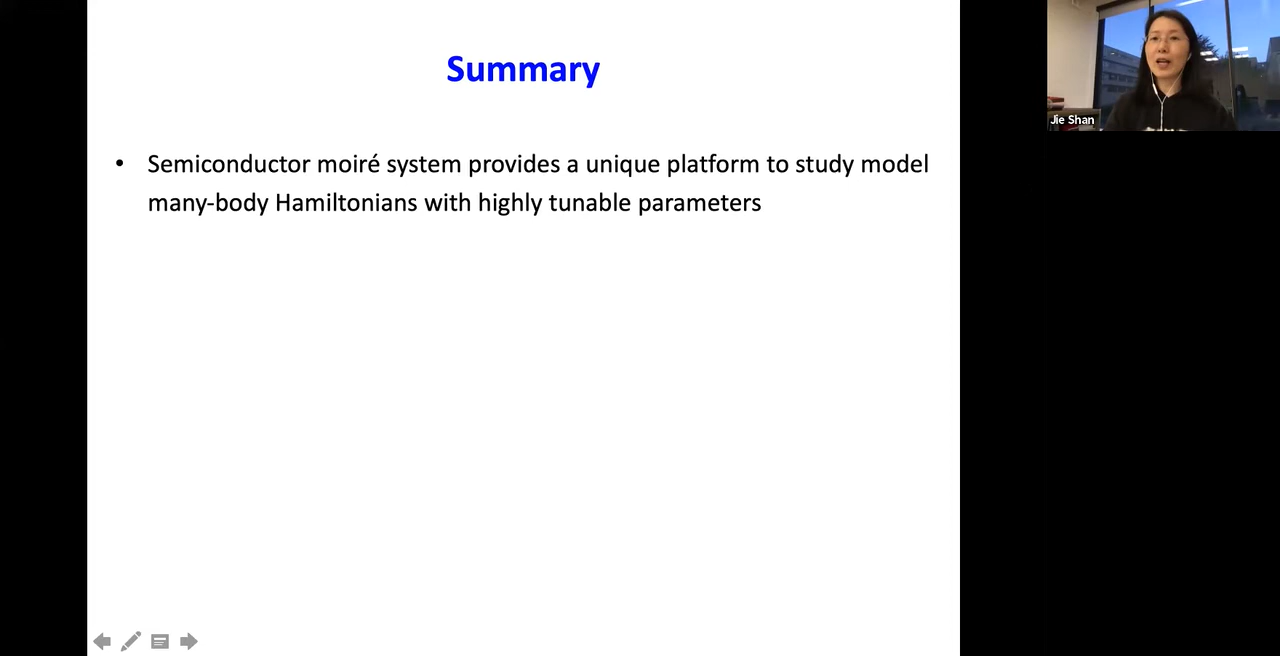 Summary
• Semiconductor moiré system provides a unique platform to study model
many-body Hamiltonians with highly tunable parameters
Jie Shan